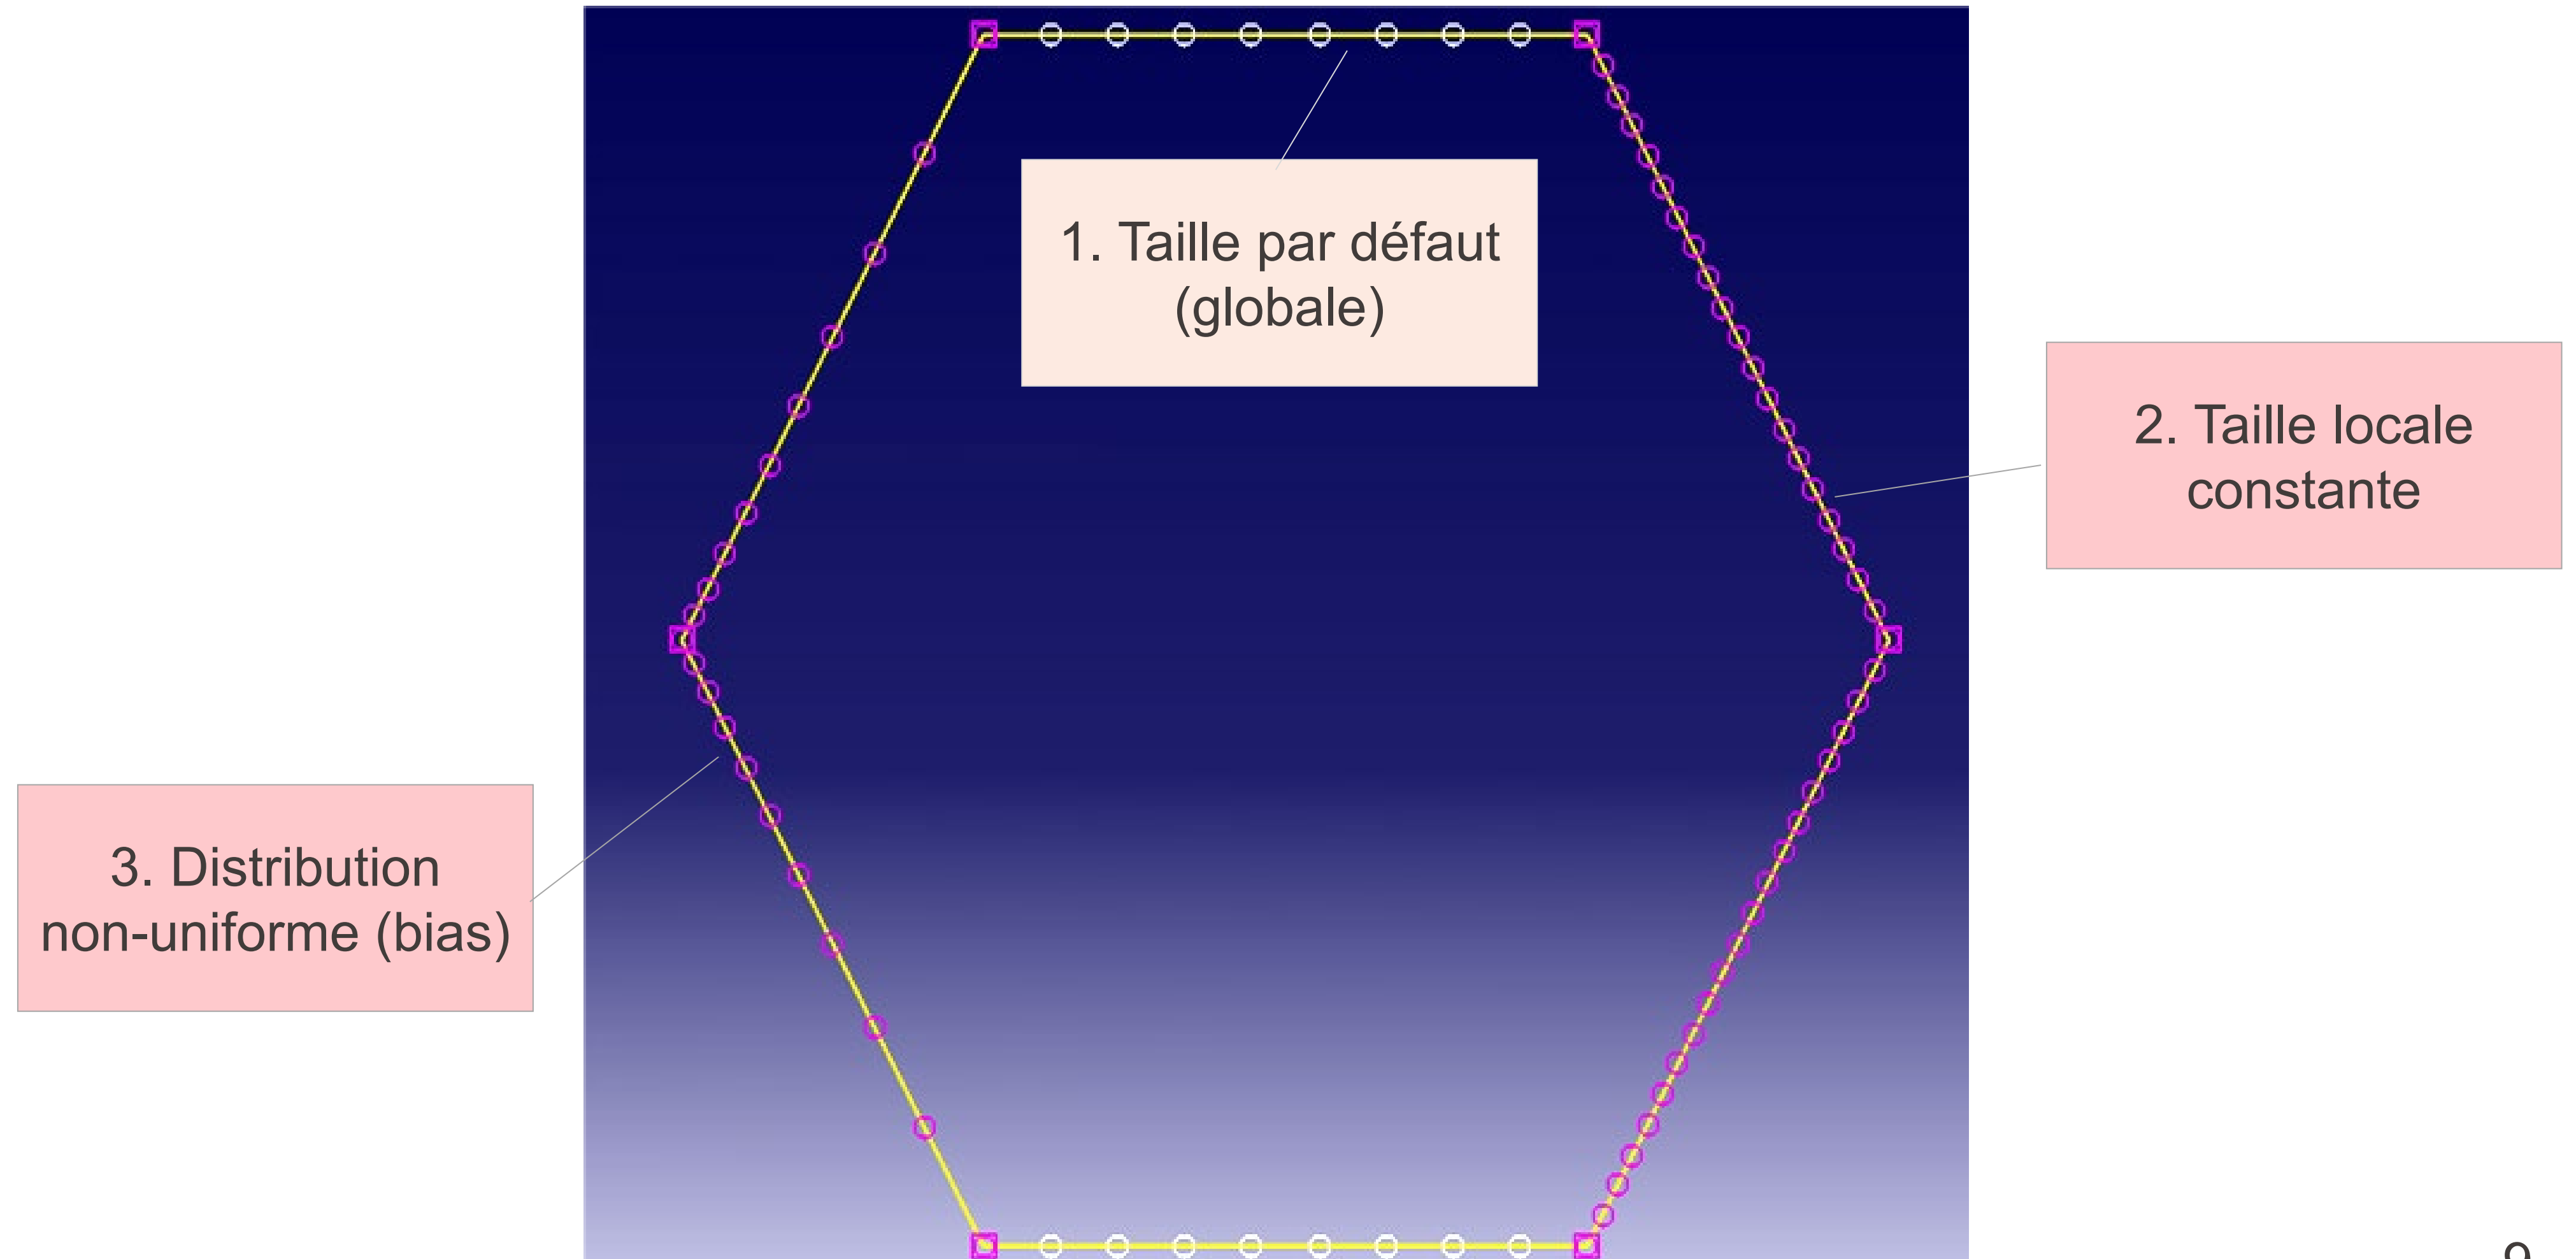 1. Taille par défaut
(globale)
2. Taille locale
constante
3. Distribution
non-uniforme (bias)